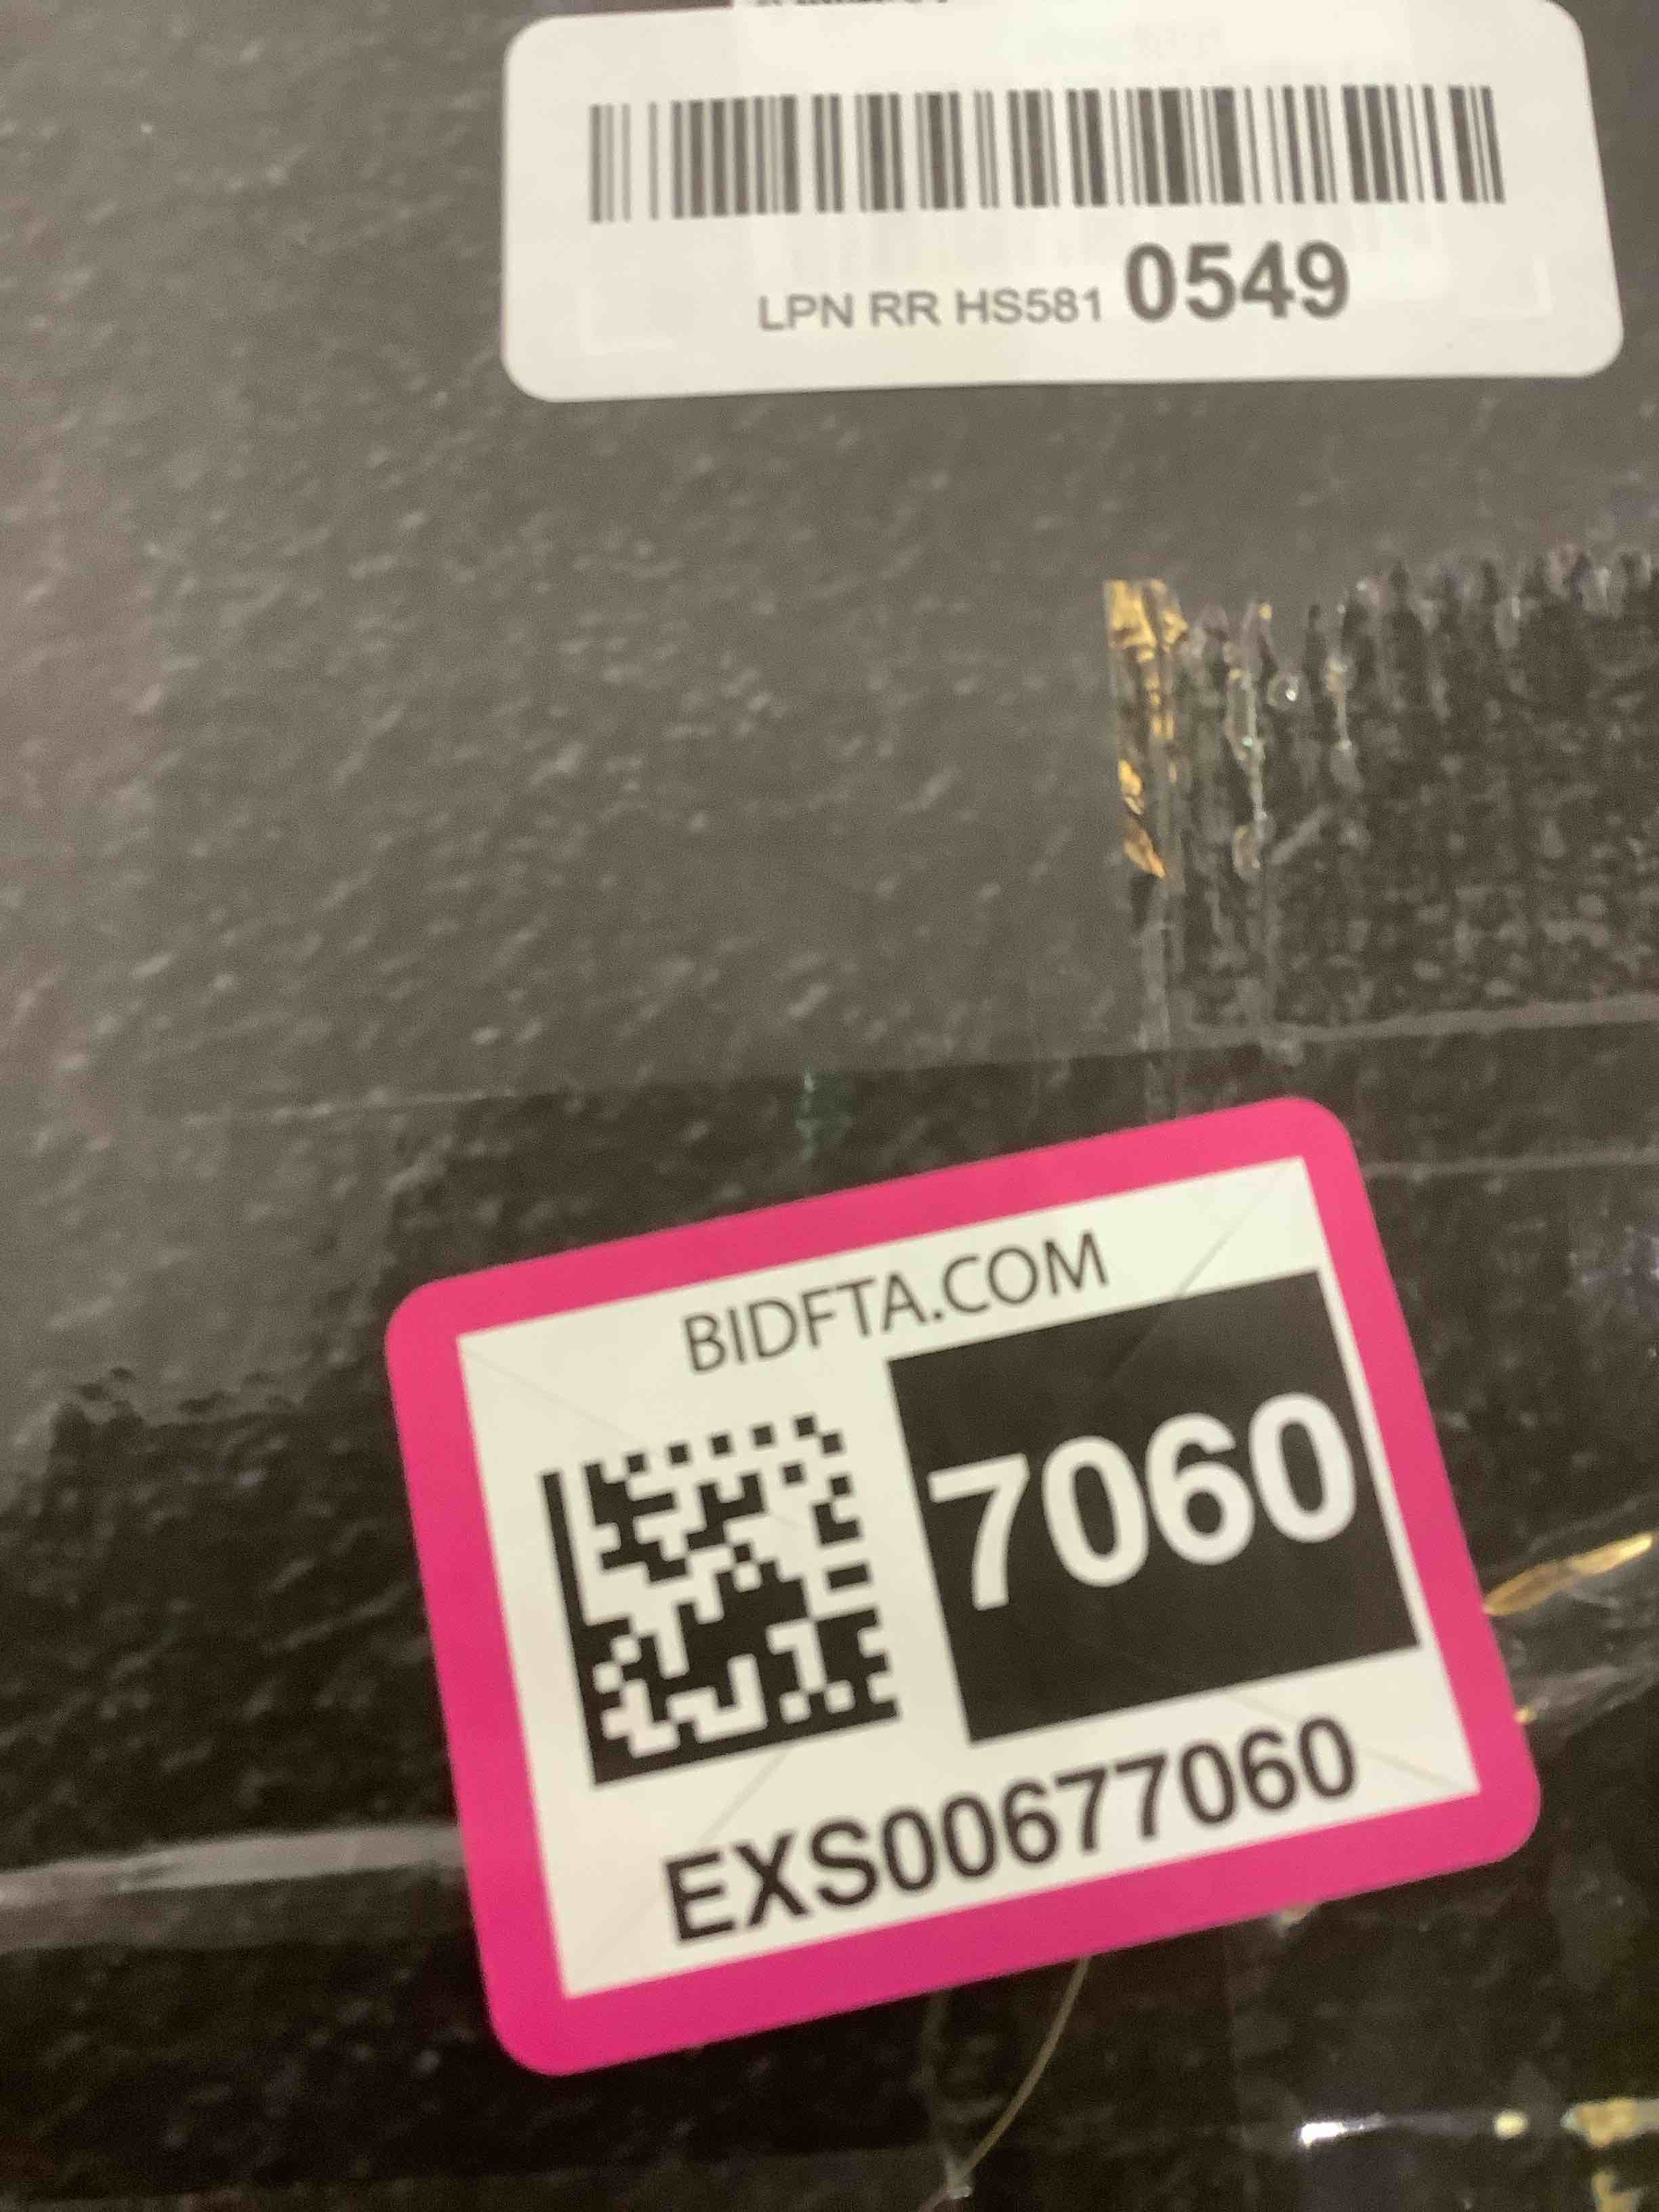 LPN RR HS581 0549
BIDFTA.COM
7060
EXS00677060